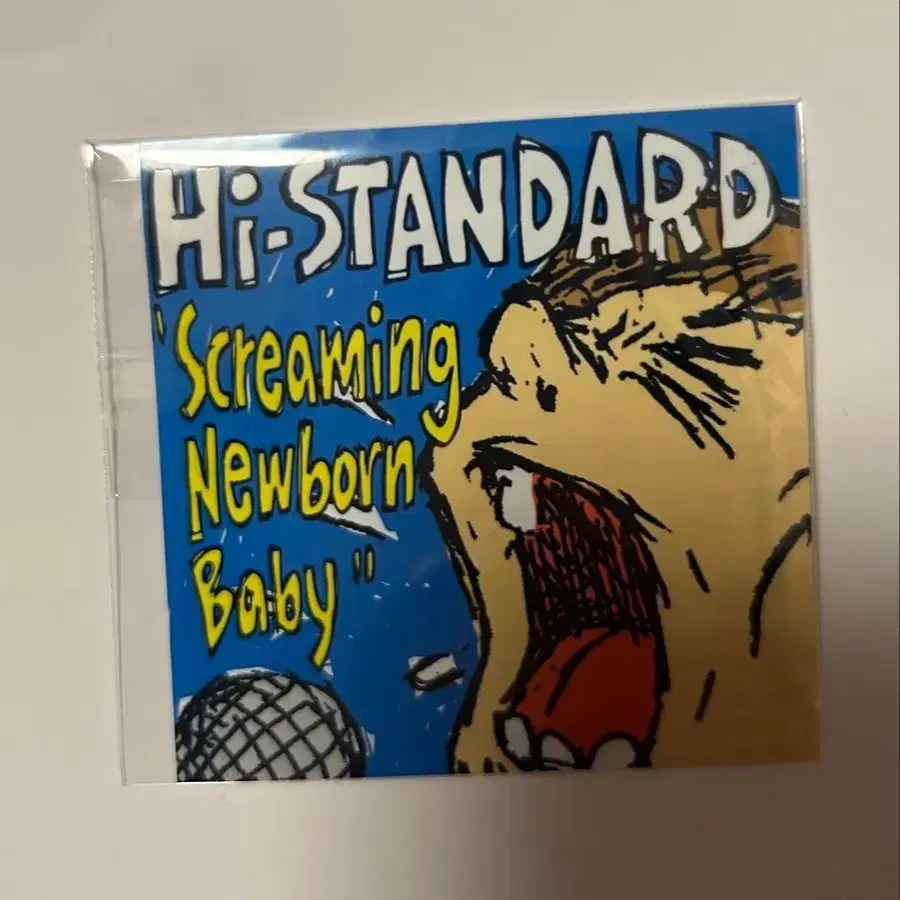 Hi-STANDARD
"Screaming
Newborn
Baby"